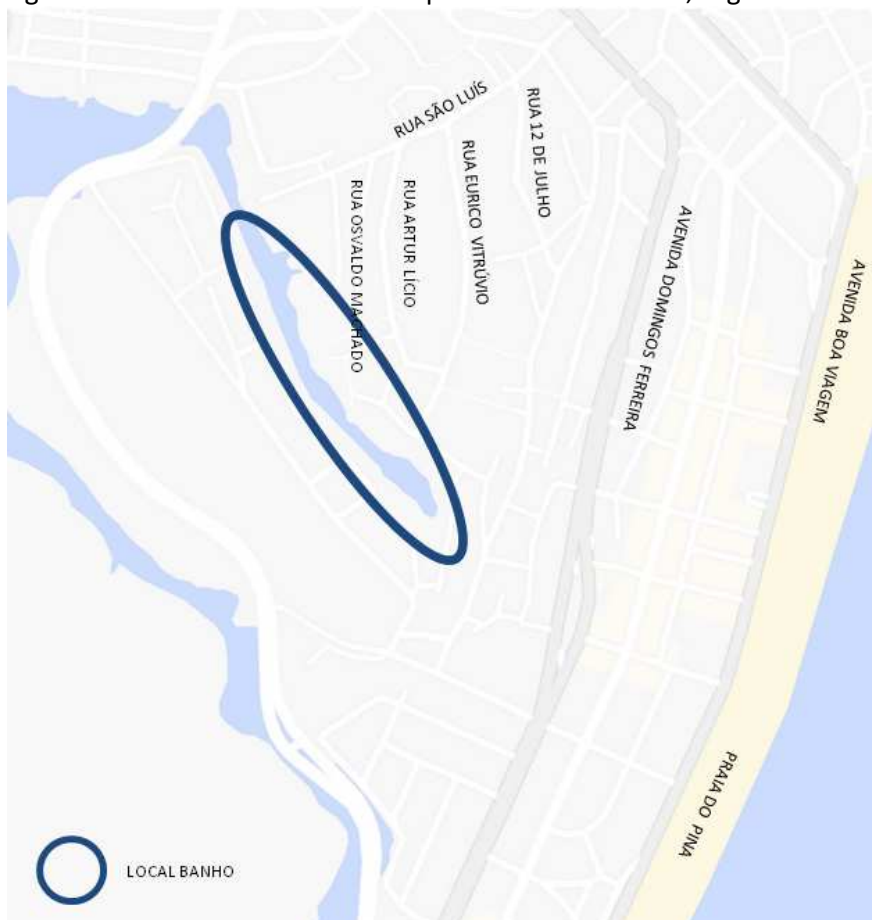 RUA SÃO LUÍS
RUA 12 DE JULHO
RUA EURICO VITRÚVIO
RUA ARTUR LÍCIO
RUA OSVALDO MACHADO
AVENIDA DOMINGOS FERREIRA
AVENIDA BOA VIAGEM
PRAIA DO PINA
LOCAL BANHO